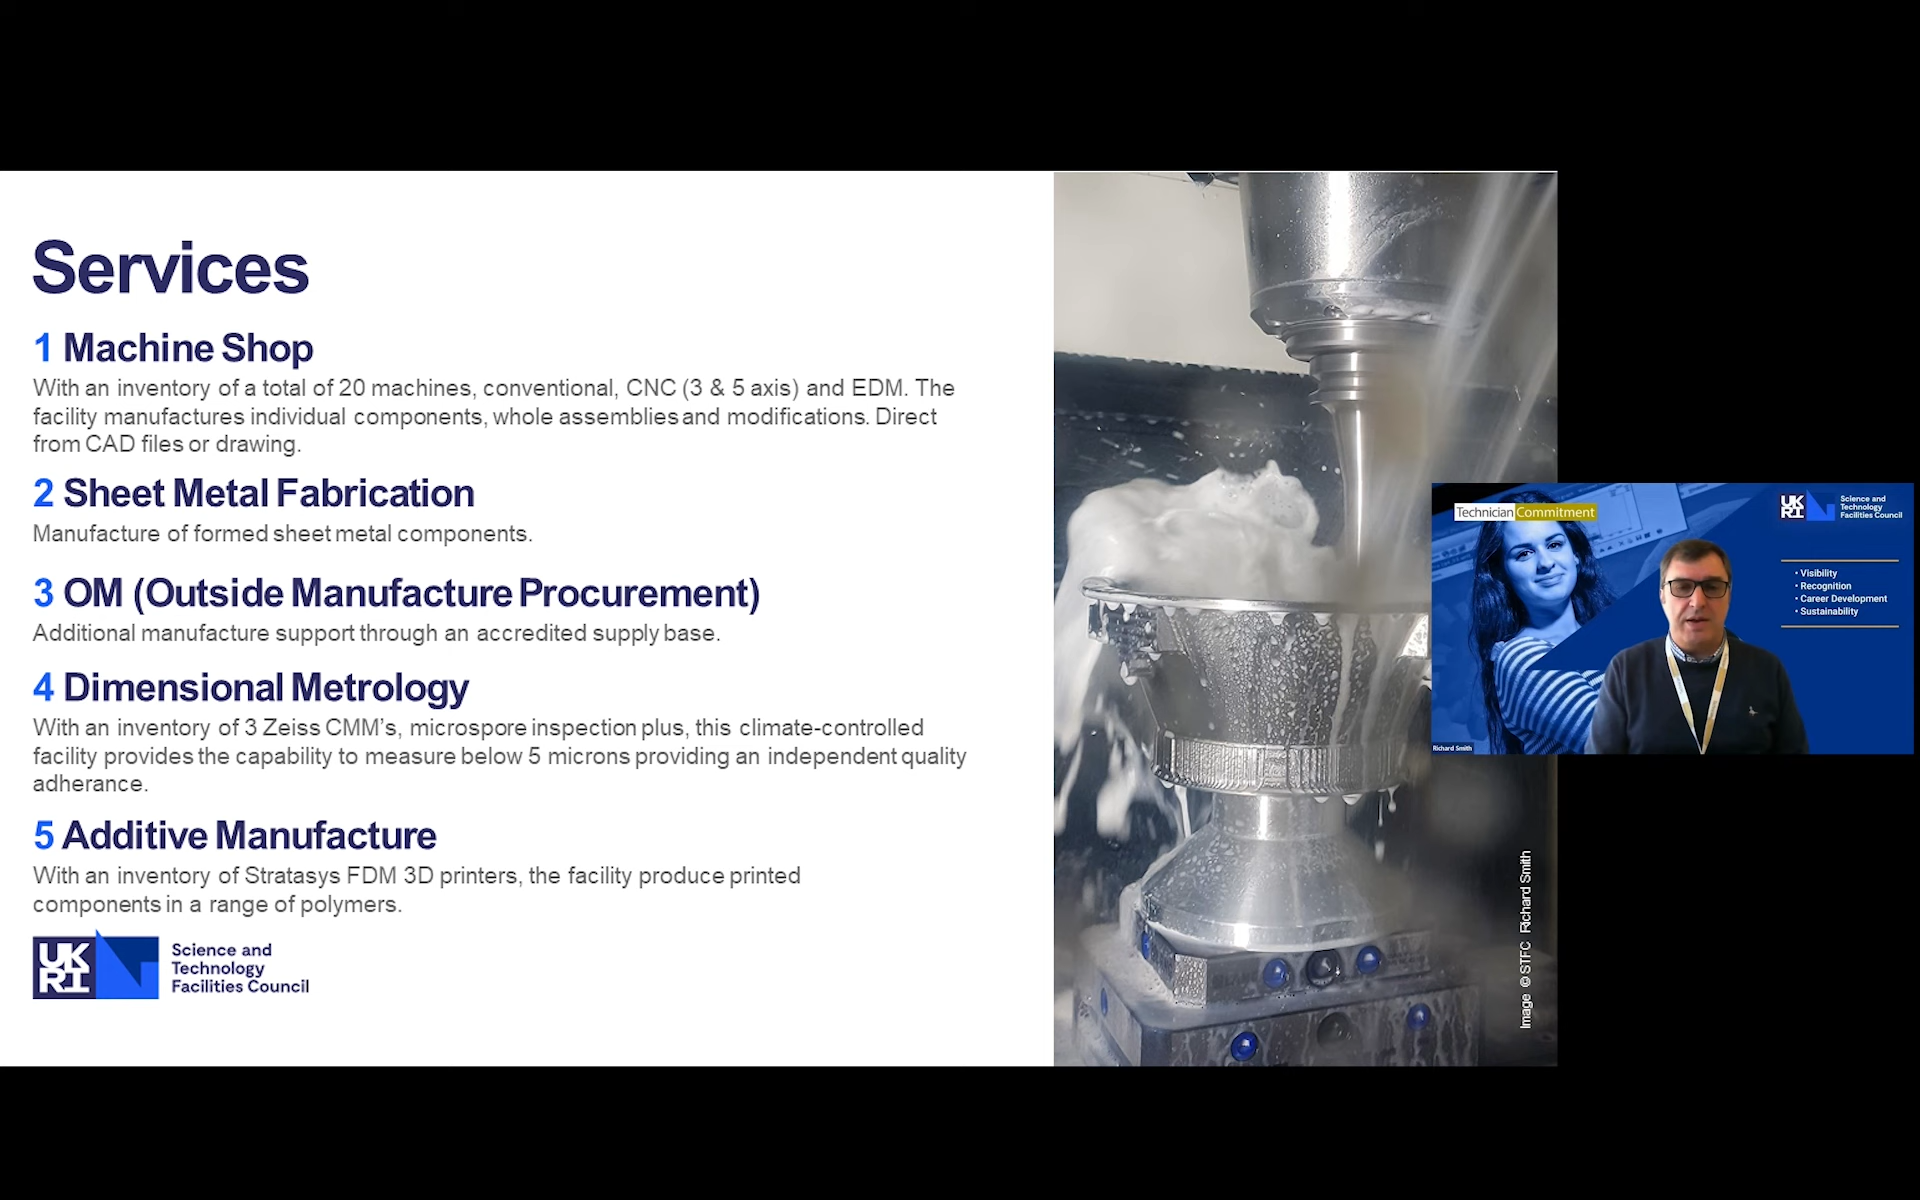 Services
1 Machine Shop
With an inventory of a total of 20 machines, conventional, CNC (3 & 5 axis) and EDM. The
facility manufactures individual components, whole assemblies and modifications. Direct
from CAD files or drawing.
2 Sheet Metal Fabrication
Manufacture of formed sheet metal components.
3 OM (Outside Manufacture Procurement)
Additional manufacture support through an accredited supply base.
4 Dimensional Metrology
With an inventory of 3 Zeiss CMM's, microspore inspection plus, this climate-controlled
facility provides the capability to measure below 5 microns providing an independent quality
adherance.
5 Additive Manufacture
With an inventory of Stratasys FDM 3D printers, the facility produce printed
components in a range of polymers.
UK
RI
Science and
Technology
Facilities Council
Image © STFC Richard Smith
Technician Commitment
UK
RI
Science and
Technology
Facilities Council
• Visibility
• Recognition
• Career Development
• Sustainability
Richard Smith